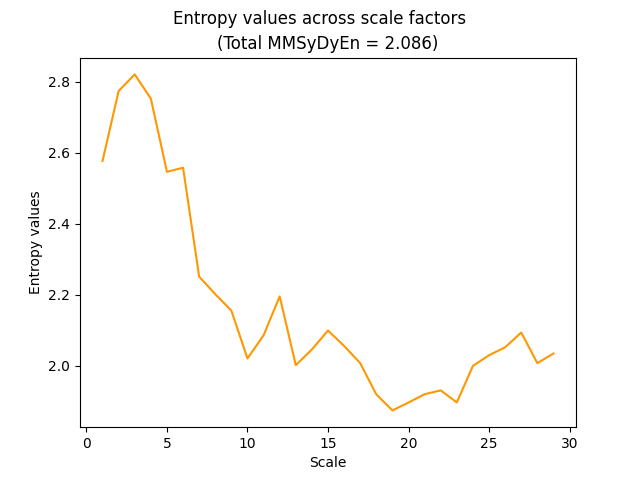 Entropy values across scale factors
(Total MMSyDyEn = 2.086)
Entropy values
2.8
2.6
2.4
2.2
2.0
0 5 10 15 20 25 30
Scale